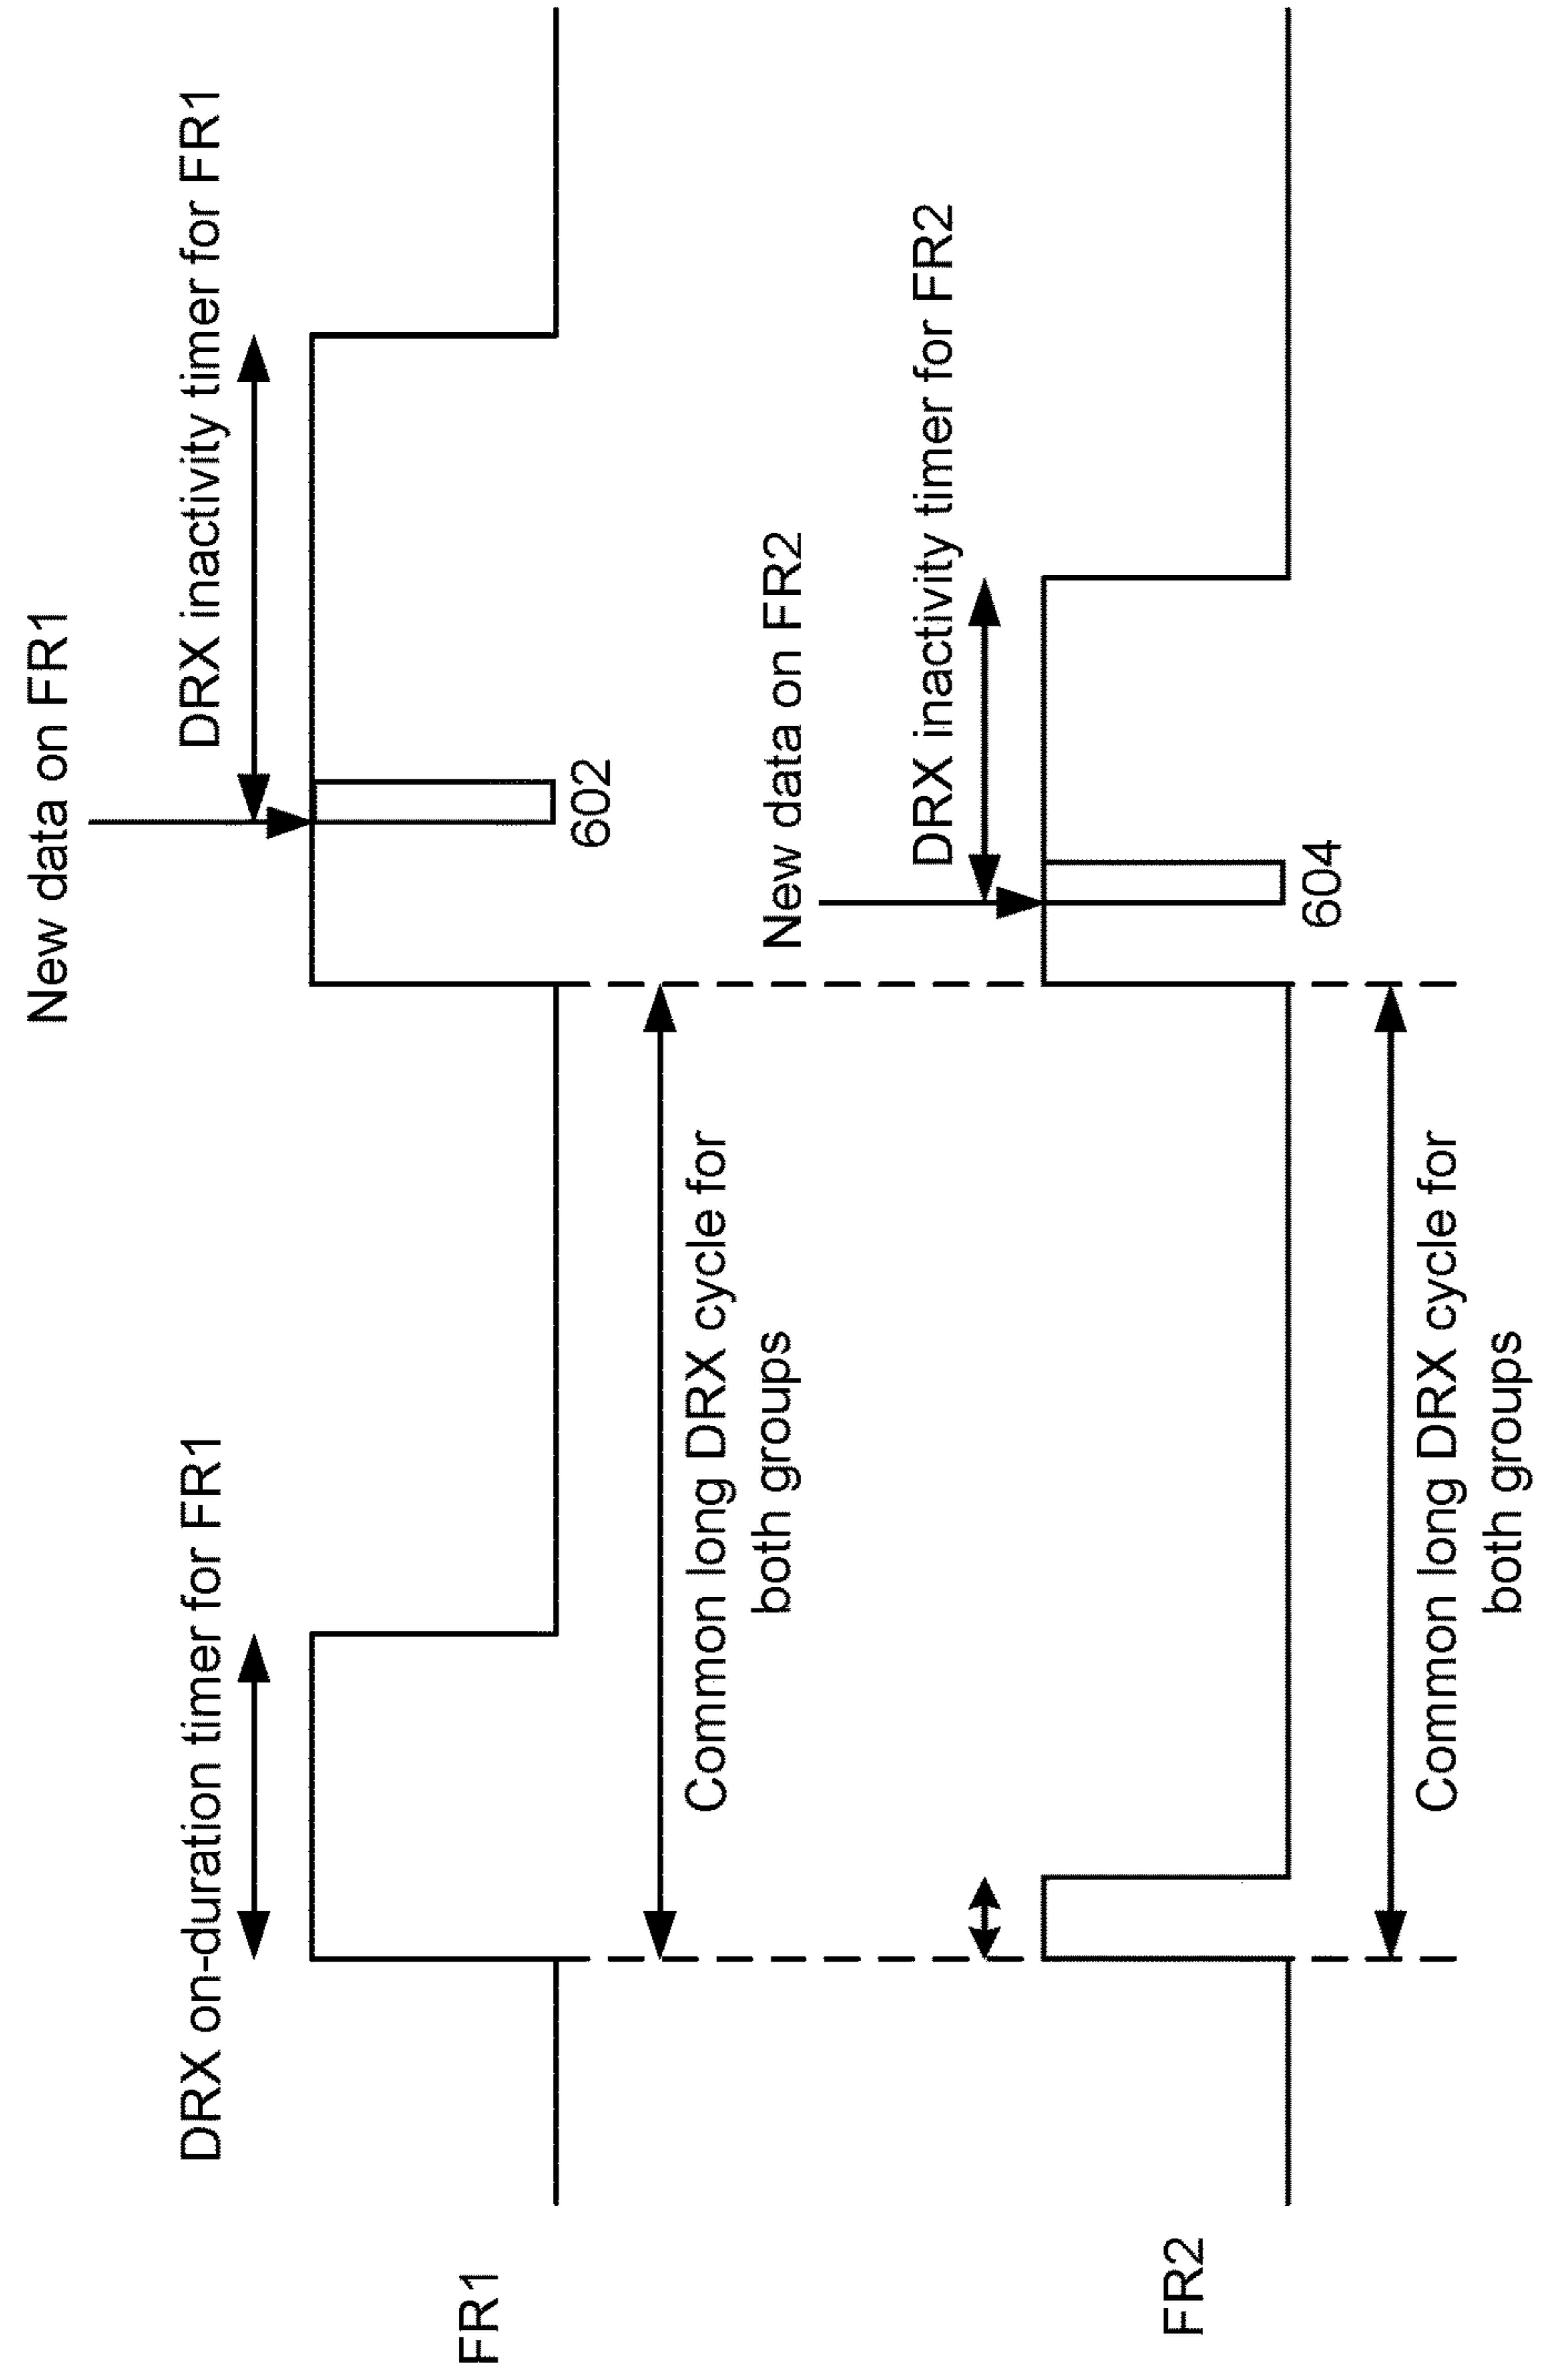 New data on FR1
DRX on-duration timer for FR1
DRX inactivity timer for FR1
FR1
602
Common long DRX cycle for
both groups
New data on FR2
DRX inactivity timer for FR2
FR2
604
Common long DRX cycle for
both groups